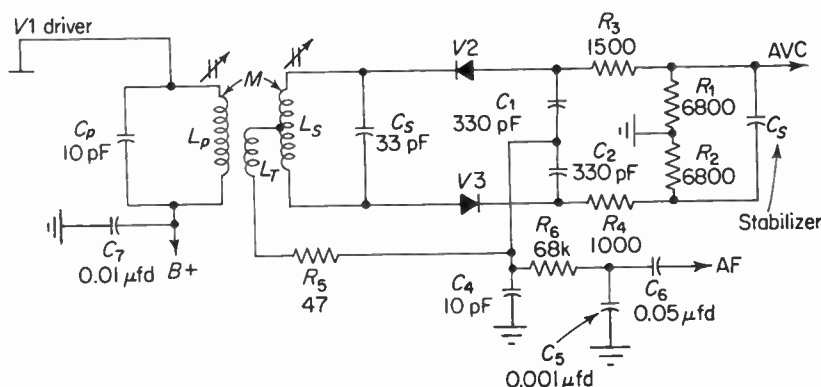 V1 driver
M
Cp
10 pF
Lp
LS
LT
CS
33 pF
V2
V3
R3
1500
AVC
C1
330 pF
C2
330 pF
R1
6800
R2
6800
CS
Stabilizer
R4
1000
R6
68k
R5
47
C7
0.01 µfd
B+
C4
10 pF
C6
0.05 µfd
AF
C5
0.001 µfd